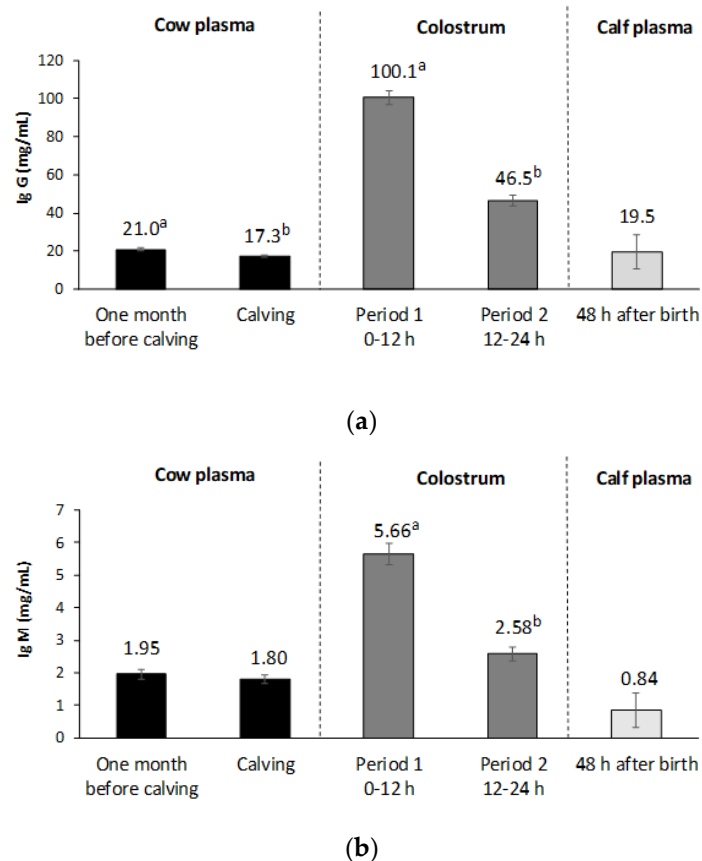 Cow plasma Colostrum Calf plasma
120
100
80
60
40
20
0
Ig G (mg/mL)
21.0a
17.3b
100.1a
46.5b
19.5
One month Calving Period 1 Period 2 48 h after birth
before calving 0-12 h 12-24 h
(a)
Cow plasma Colostrum Calf plasma
7
6
5
4
3
2
1
0
Ig M (mg/mL)
1.95
1.80
5.66a
2.58b
0.84
One month Calving Period 1 Period 2 48 h after birth
before calving 0-12 h 12-24 h
(b)